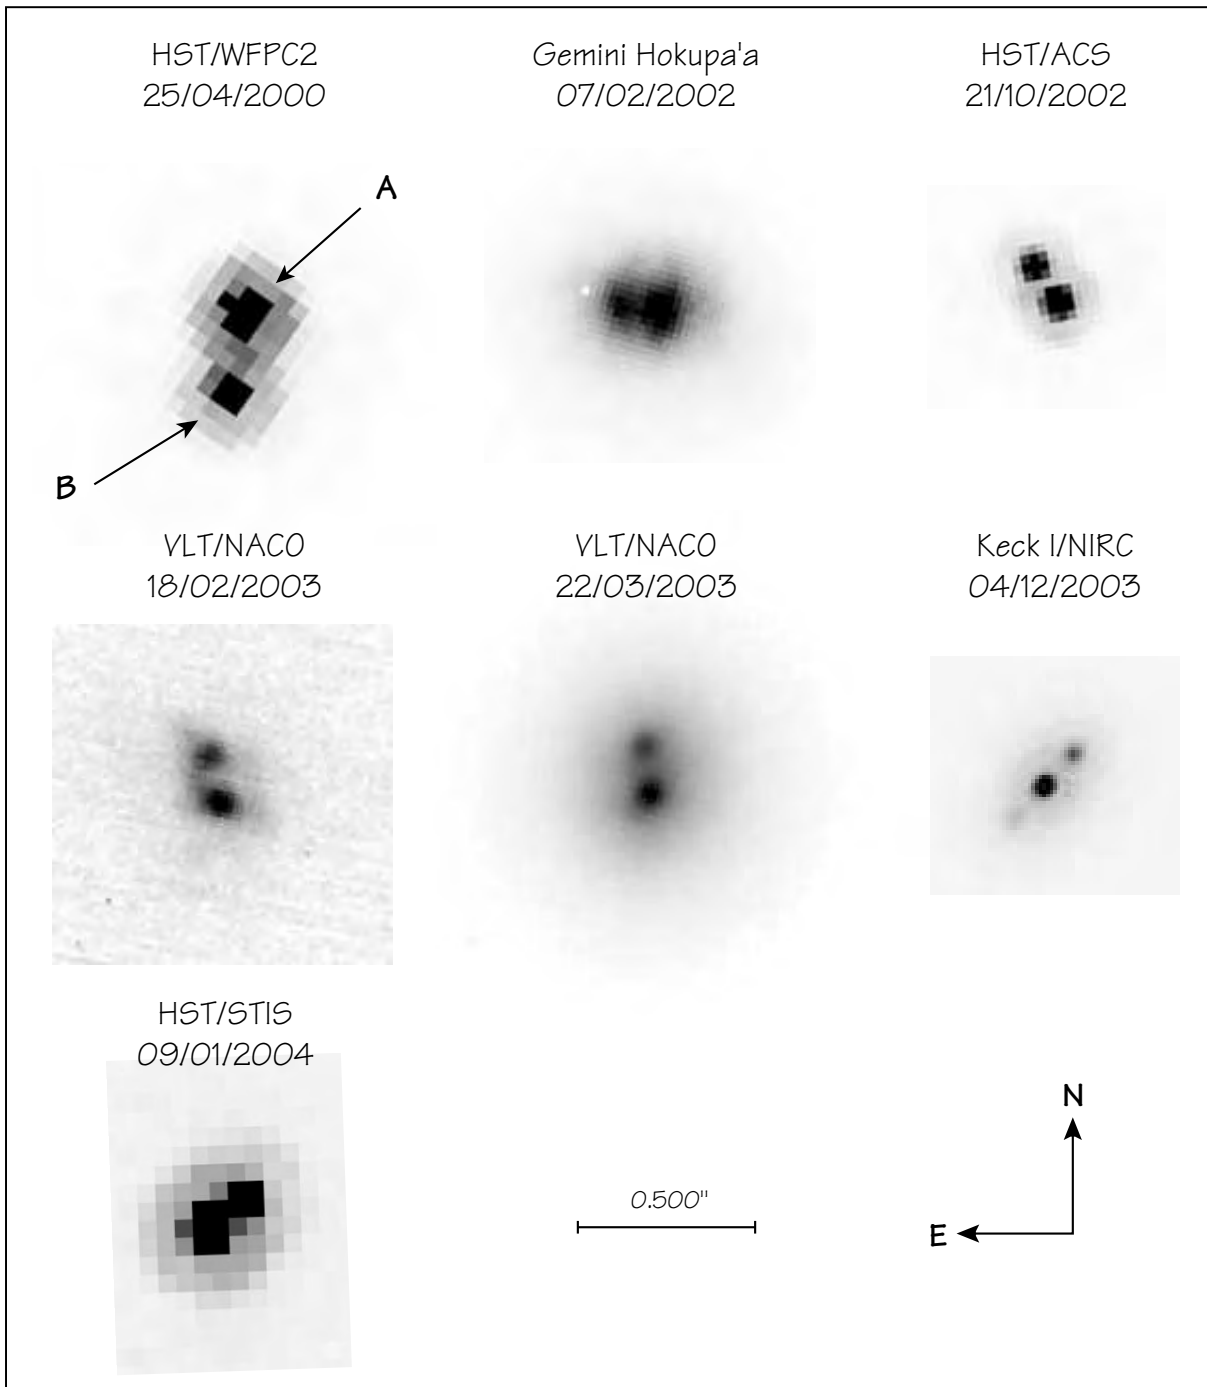 HST/WFPC2
25/04/2000
Gemini Hokupa'a
07/02/2002
HST/ACS
21/10/2002
A
B
VLT/NACO
18/02/2003
VLT/NACO
22/03/2003
Keck I/NIRC
04/12/2003
HST/STIS
09/01/2004
0.500"
N
E